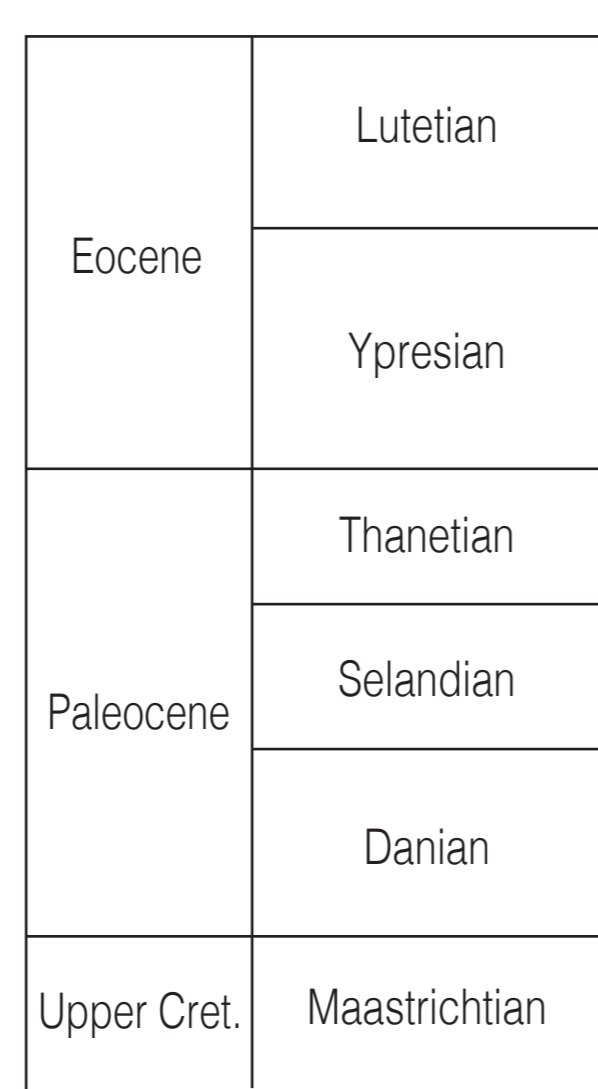 Eocene
Lutetian
Ypresian
Paleocene
Thanetian
Selandian
Danian
Upper Cret.
Maastrichtian